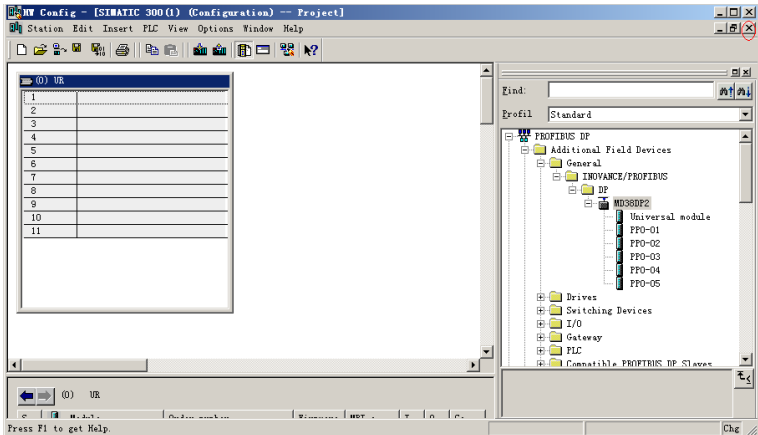 HW Config - [SIMATIC 300(1) (Configuration) -- Project]
Station Edit Insert PLC View Options Window Help
(0) UR
1
2
3
4
5
6
7
8
9
10
11
Find:
Profil Standard
PROFIBUS DP
Additional Field Devices
General
INOVANCE/PROFIBUS
DP
MD38DP2
Universal module
PPO-01
PPO-02
PPO-03
PPO-04
PPO-05
Drives
Switching Devices
I/O
Gateway
PLC
Compatible PROFIBUS DP Slaves
(0) UR
Press F1 to get Help.
Chg